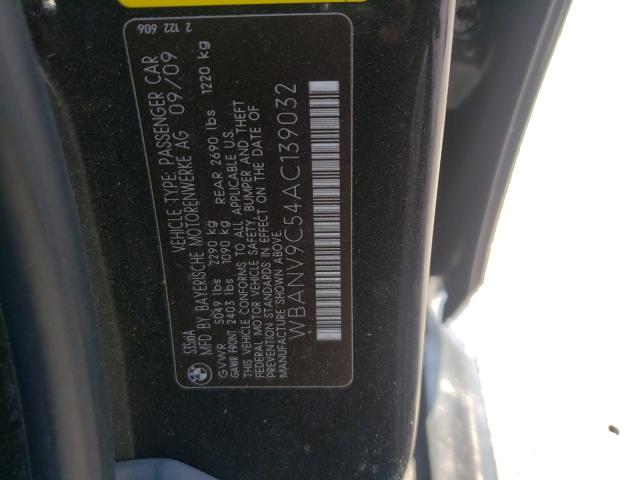 535xiA
VEHICLE TYPE: PASSENGER CAR
MFD BY BAYERISCHE MOTORENWERKE AG 09/09
GVWR 5049 lbs 2290 kg
GAWR FRONT 2403 lbs 1090 kg REAR 2690 lbs 1220 kg
THIS VEHICLE CONFORMS TO ALL APPLICABLE U.S.
FEDERAL MOTOR VEHICLE SAFETY, BUMPER AND THEFT
PREVENTION STANDARDS IN EFFECT ON THE DATE OF
MANUFACTURE SHOWN ABOVE.
WBANV9C54AC139032
2 122 606